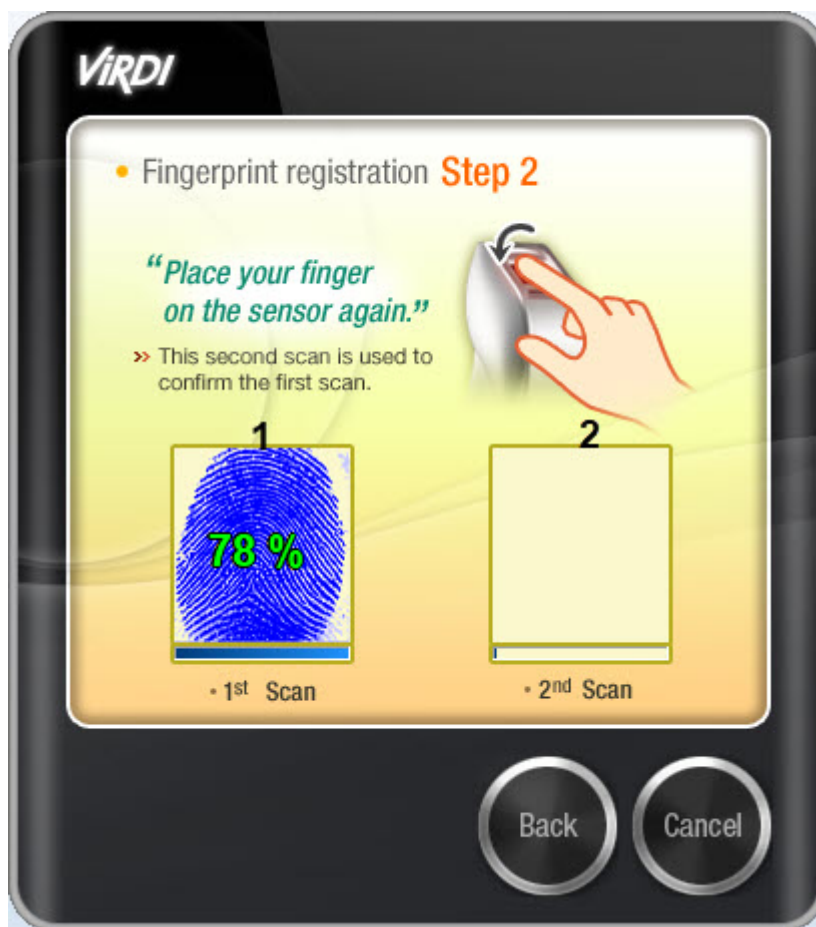 ViRDI
• Fingerprint registration Step 2
“Place your finger
on the sensor again.”
» This second scan is used to
confirm the first scan.
1
2
78 %
• 1st Scan
• 2nd Scan
Back
Cancel